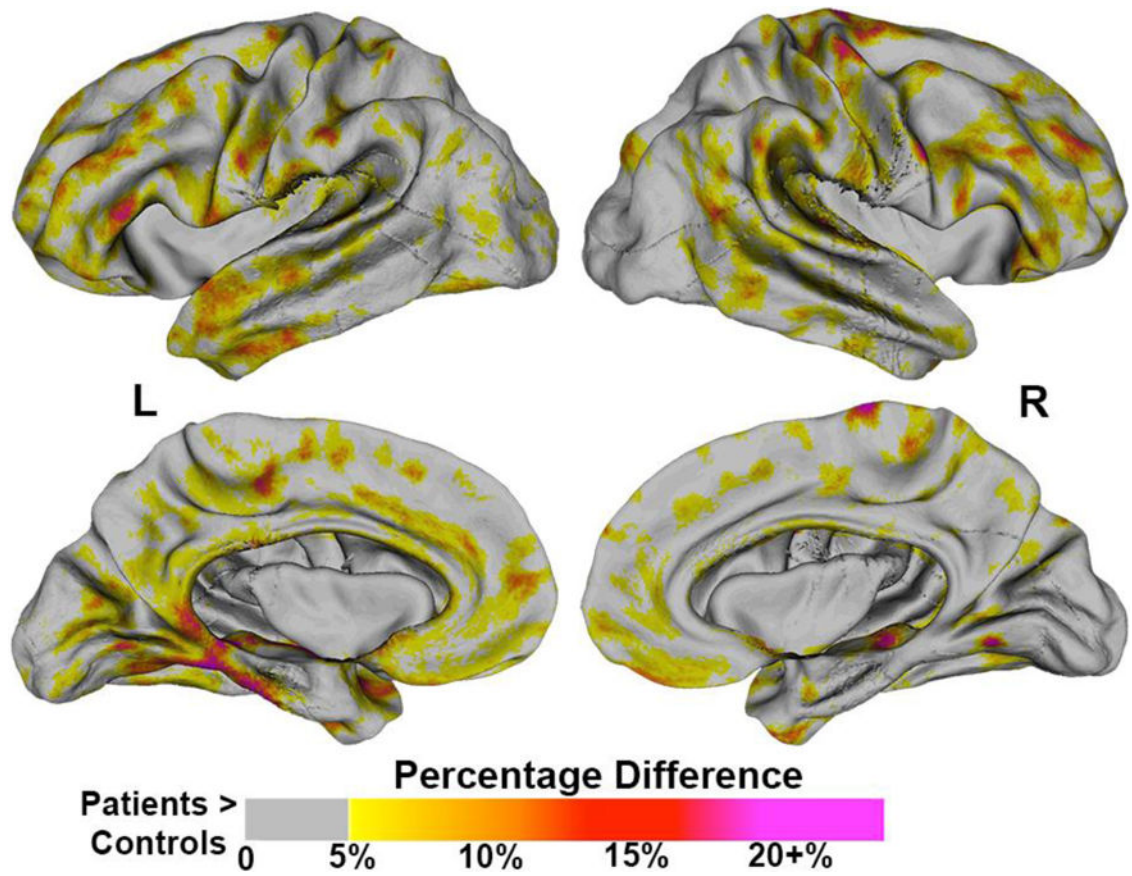 L
R
Percentage Difference
Patients >
Controls
0
5%
10%
15%
20+%